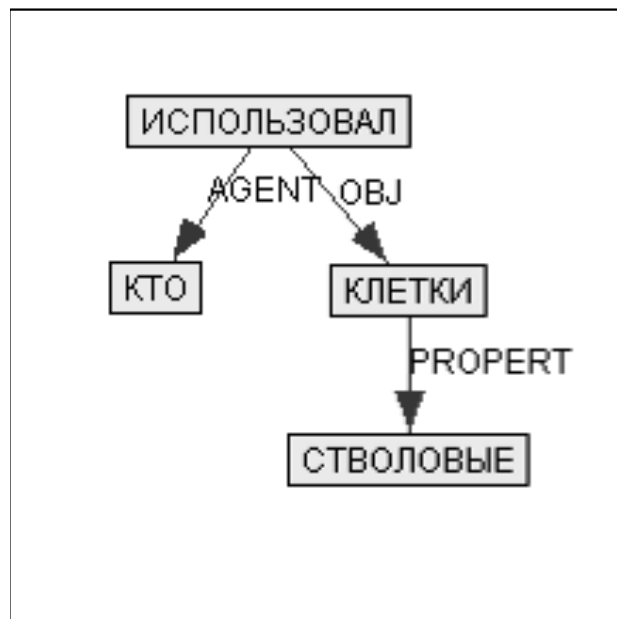 ИСПОЛЬЗОВАЛ
AGENT OBJ
КТО
КЛЕТКИ
PROPERT
СТВОЛОВЫЕ